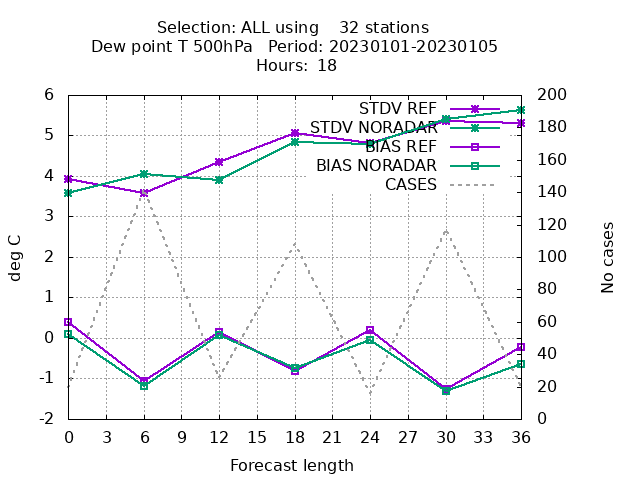 Selection: ALL using    32 stations
Dew point T 500hPa   Period: 20230101-20230105
Hours: 18
STDV REF
STDV NORADAR
BIAS REF
BIAS NORADAR
CASES
6
5
4
3
2
1
0
-1
-2
deg C
200
180
160
140
120
100
80
60
40
20
0
No cases
0 3 6 9 12 15 18 21 24 27 30 33 36
Forecast length